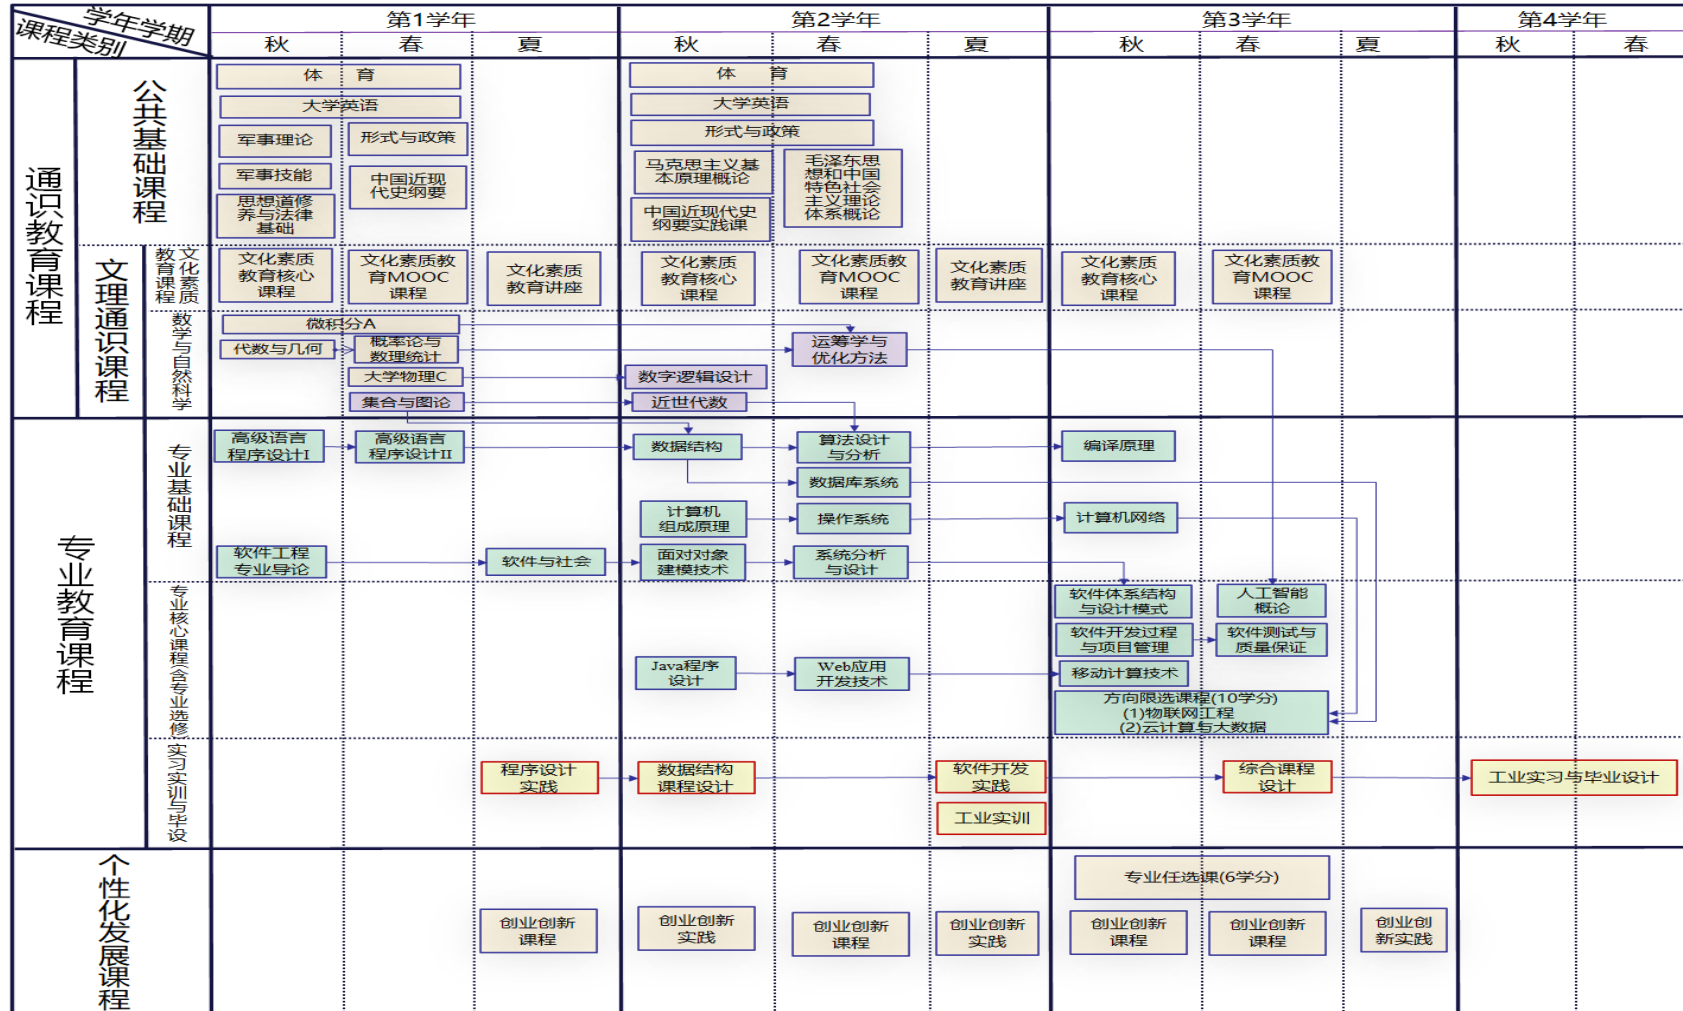 学年学期
课程类别
第1学年
第2学年
第3学年
第4学年
秋
春
夏
秋
春
夏
秋
春
夏
秋
春
通识教育课程
公共基础课程
体 育
体 育
大学英语
大学英语
军事理论
形式与政策
形式与政策
军事技能
中国近现
代史纲要
马克思主义基
本原理概论
毛泽东思
想和中国
特色社会
主义理论
体系概论
思想道修
养与法律
基础
中国近现代史
纲要实践课
文理通识课程
文化素质
教育课程
文化素质
教育核心
课程
文化素质教
育MOOC
课程
文化素质
教育讲座
文化素质
教育核心
课程
文化素质教
育MOOC
课程
文化素质
教育讲座
文化素质
教育核心
课程
文化素质教
育MOOC
课程
数学与自然科学
微积分A
代数与几何
概率论与
数理统计
运筹学与
优化方法
大学物理C
数字逻辑设计
集合与图论
近世代数
专业教育课程
专业基础课程
高级语言
程序设计I
高级语言
程序设计II
数据结构
算法设计
与分析
编译原理
数据库系统
计算机
组成原理
操作系统
计算机网络
软件工程
专业导论
软件与社会
面对对象
建模技术
系统分析
与设计
专业核心课程(含专业选修
软件体系结构
与设计模式
人工智能
概论
软件开发过程
与项目管理
软件测试与
质量保证
Java程序
设计
Web应用
开发技术
移动计算技术
方向限选课程(10学分)
(1)物联网工程
(2)云计算与大数据
实习实训与毕设
程序设计
实践
数据结构
课程设计
软件开发
实践
综合课程
设计
工业实习与毕业设计
工业实训
个性化发展课程
专业任选课(6学分)
创业创新
课程
创业创新
实践
创业创新
课程
创业创新
实践
创业创新
课程
创业创新
课程
创业创
新实践